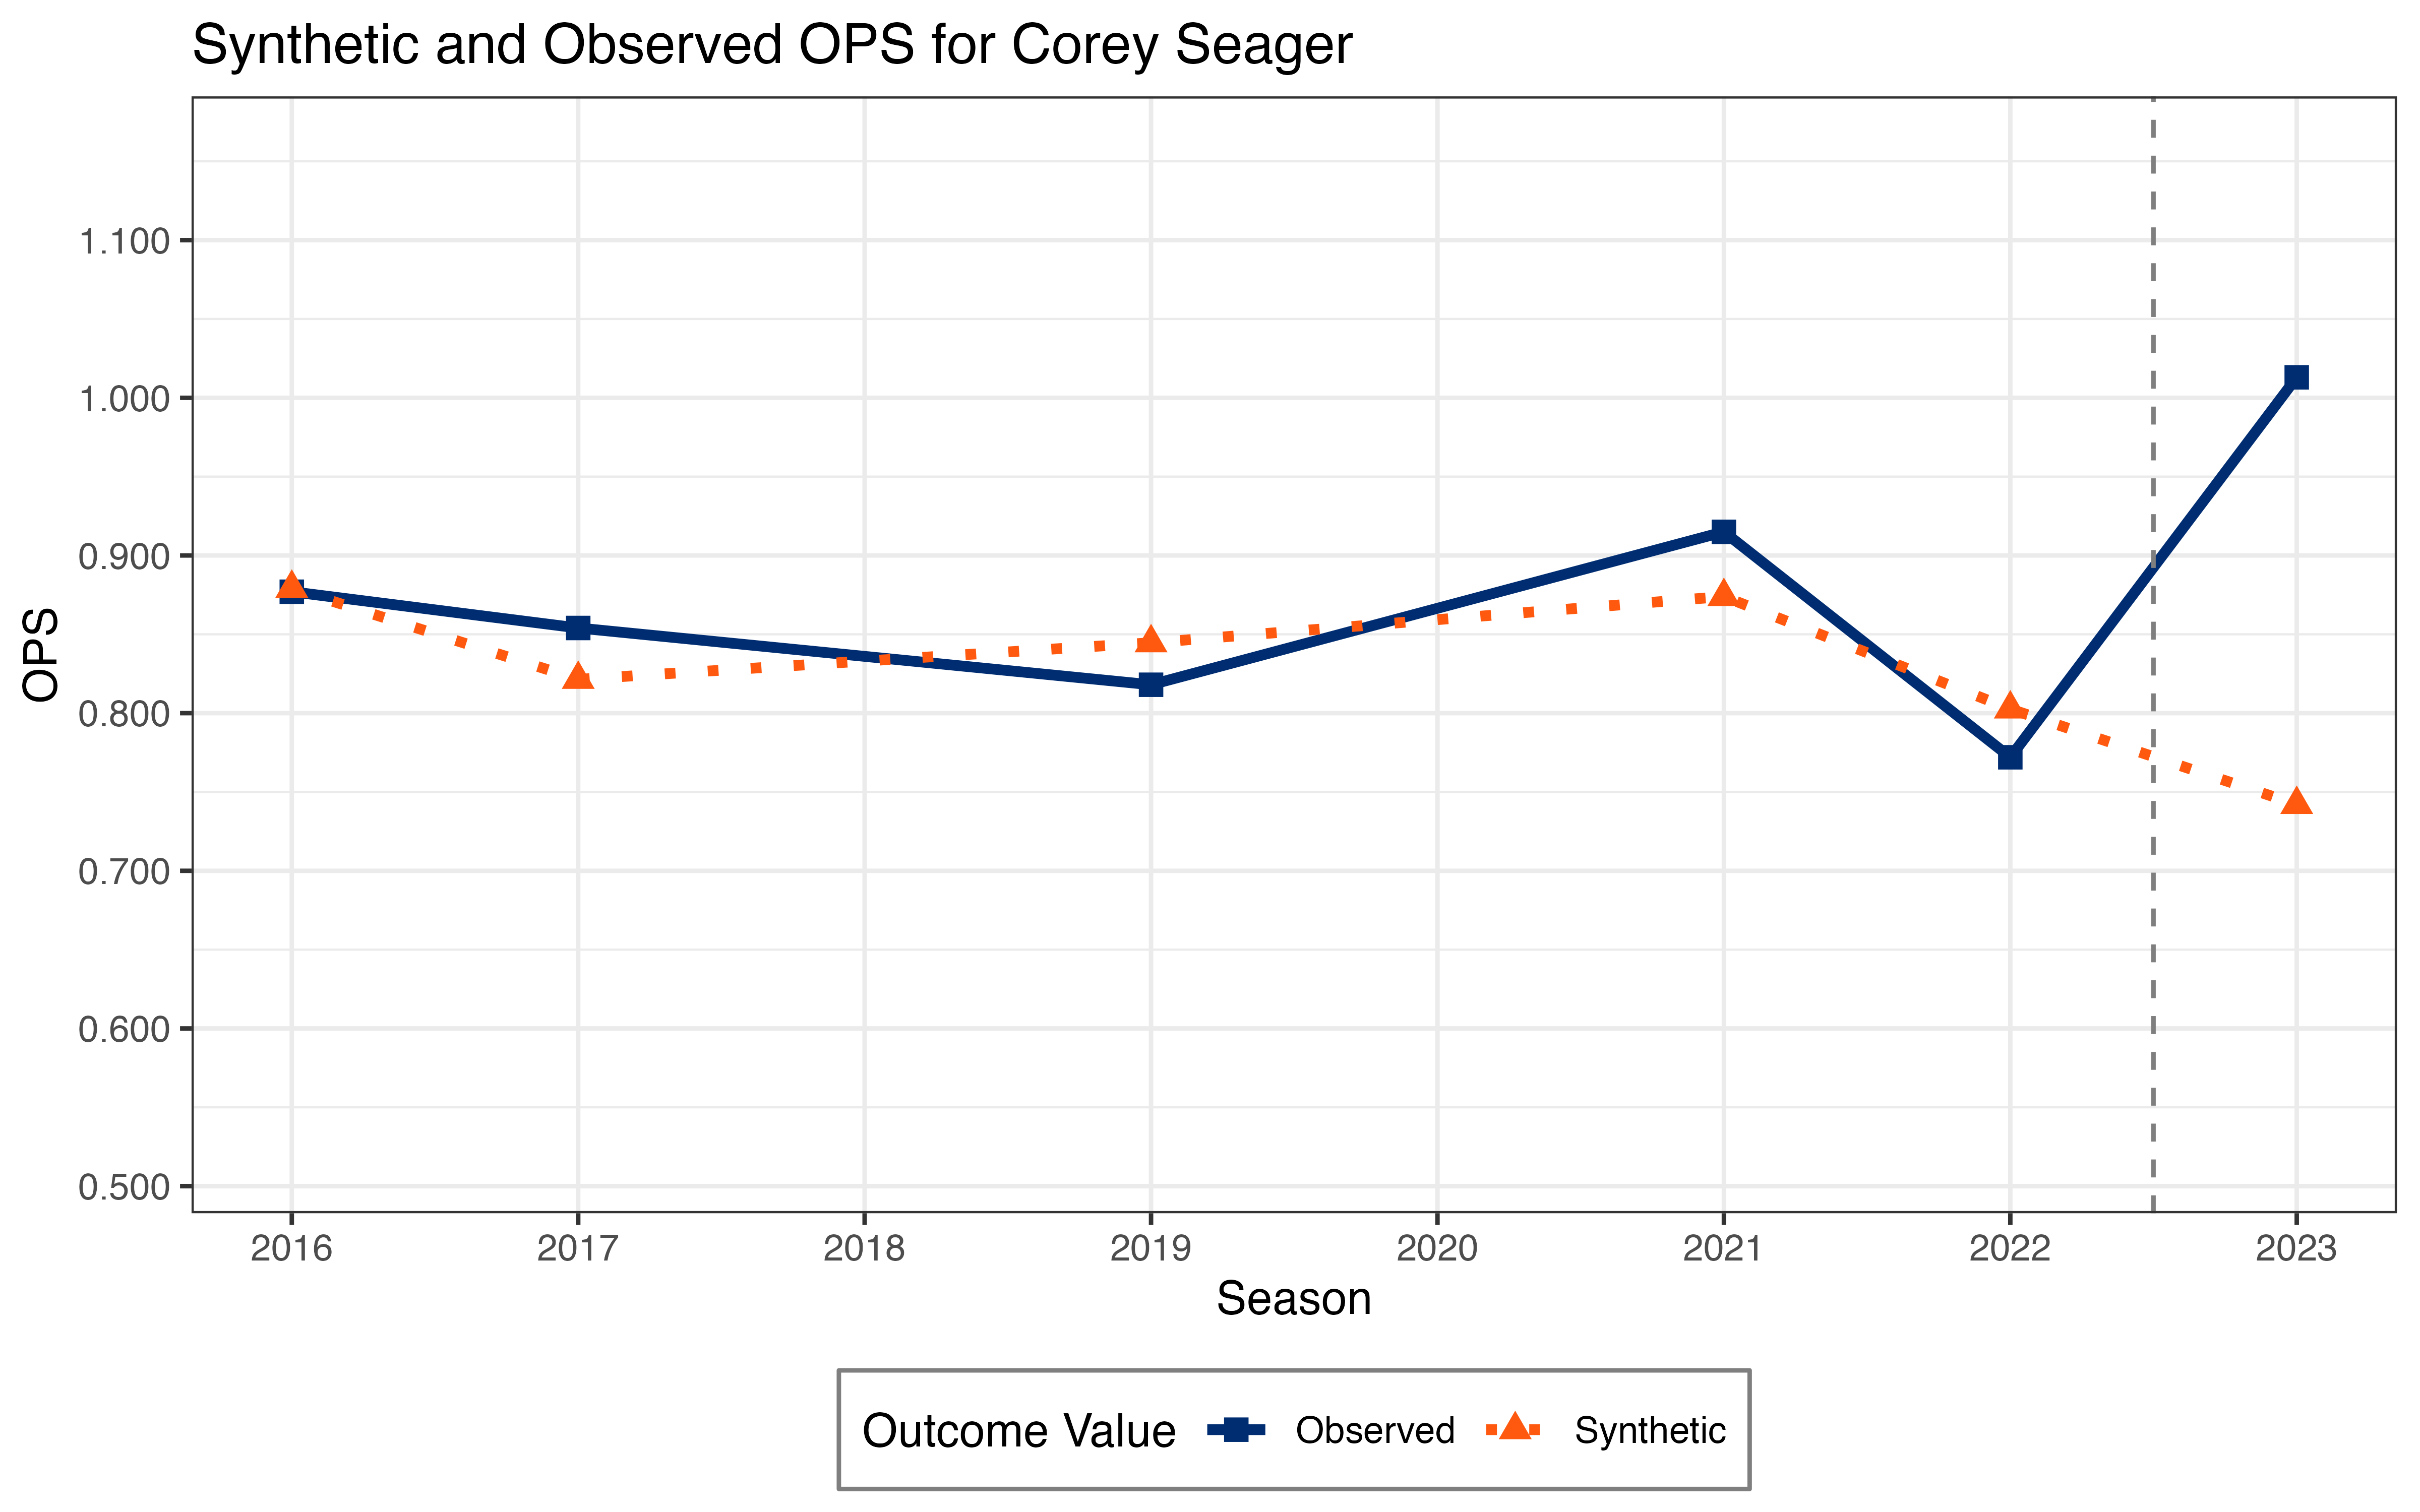 Synthetic and Observed OPS for Corey Seager
1.100
1.000
0.900
0.800
0.700
0.600
0.500
OPS
2016 2017 2018 2019 2020 2021 2022 2023
Season
Outcome Value Observed Synthetic